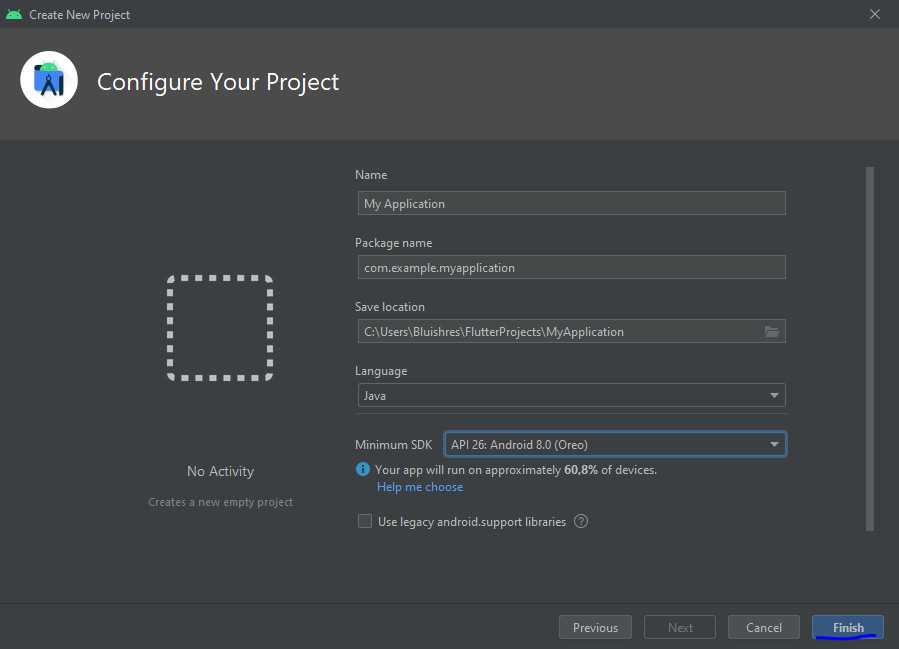 Create New Project
Configure Your Project
Name
My Application
Package name
com.example.myapplication
Save location
C:\Users\Bluishres\FlutterProjects\MyApplication
Language
Java
Minimum SDK API 26: Android 8.0 (Oreo)
Your app will run on approximately 60,8% of devices.
Help me choose
Use legacy android.support libraries ?
No Activity
Creates a new empty project
Previous Next Cancel Finish